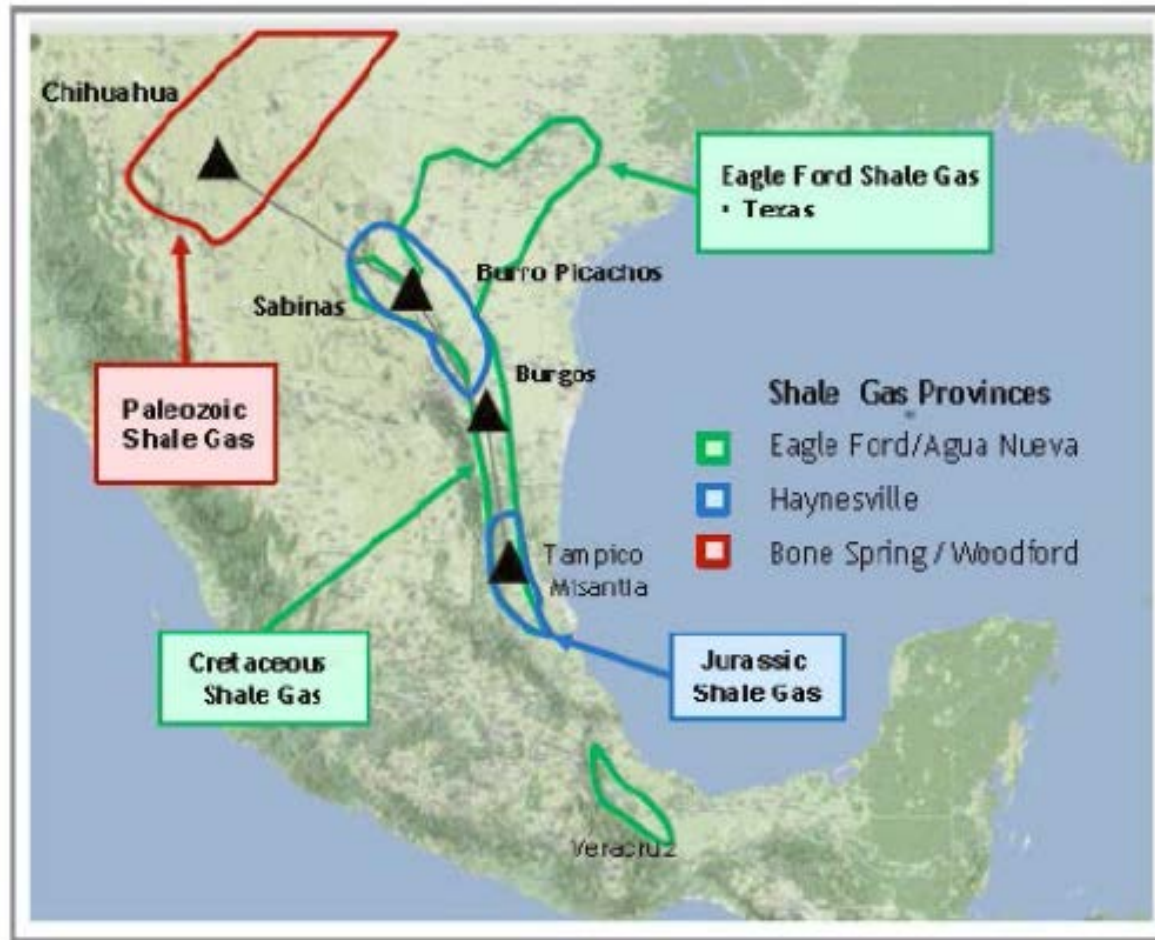 Chihuahua
Eagle Ford Shale Gas
- Texas
Burro Picachos
Sabinas
Burgos
Paleozoic
Shale Gas
Shale Gas Provinces
Eagle Ford/Agua Nueva
Haynesville
Bone Spring / Woodford
Tampico
Misantla
Cretaceous
Shale Gas
Jurassic
Shale Gas
Veracruz